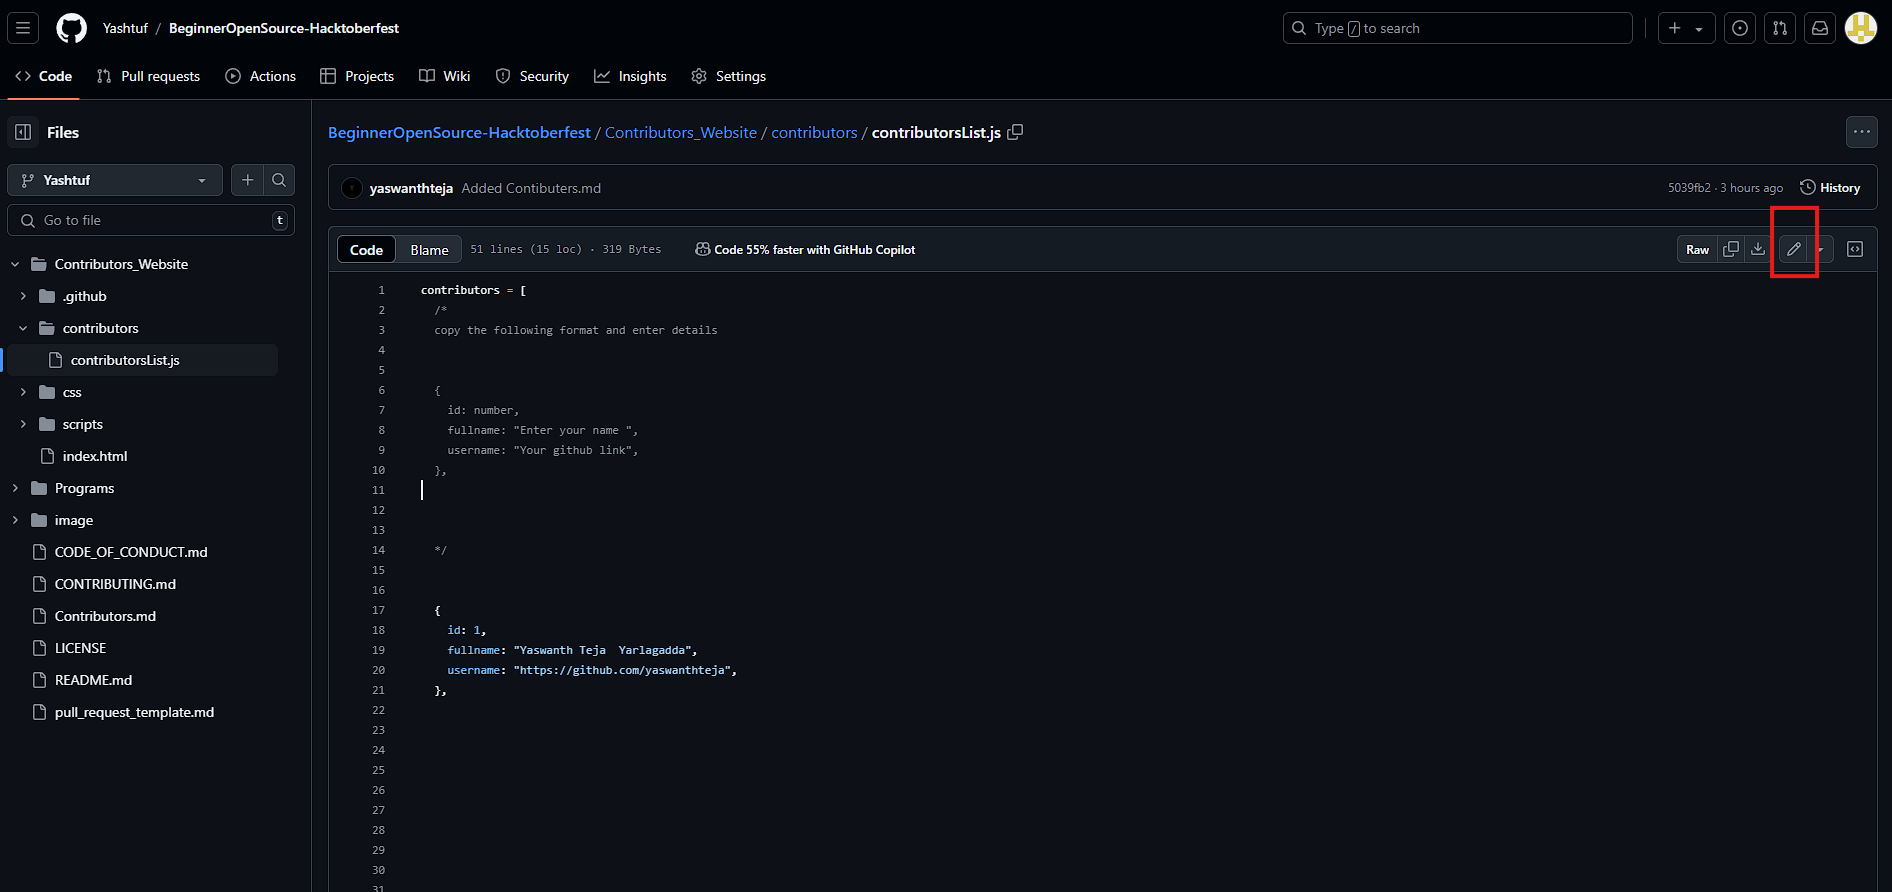 Yashtuf / BeginnerOpenSource-Hacktoberfest
Type / to search
Code Pull requests Actions Projects Wiki Security Insights Settings
Files
Yashtuf
Go to file t
Contributors_Website
.github
contributors
contributorsList.js
css
scripts
index.html
Programs
image
CODE_OF_CONDUCT.md
CONTRIBUTING.md
Contributors.md
LICENSE
README.md
pull_request_template.md
BeginnerOpenSource-Hacktoberfest / Contributors_Website / contributors / contributorsList.js
yaswanthteja Added Contibuters.md 5039fb2 · 3 hours ago History
Code Blame 51 lines (15 loc) · 319 Bytes Code 55% faster with GitHub Copilot Raw
1 contributors = [
2 /*
3 copy the following format and enter details
4
5
6 {
7 id: number,
8 fullname: "Enter your name ",
9 username: "Your github link",
10 },
11
12
13
14 */
15
16
17 {
18 id: 1,
19 fullname: "Yaswanth Teja  Yarlagadda",
20 username: "https://github.com/yaswanthteja",
21 },
22
23
24
25
26
27
28
29
30
31